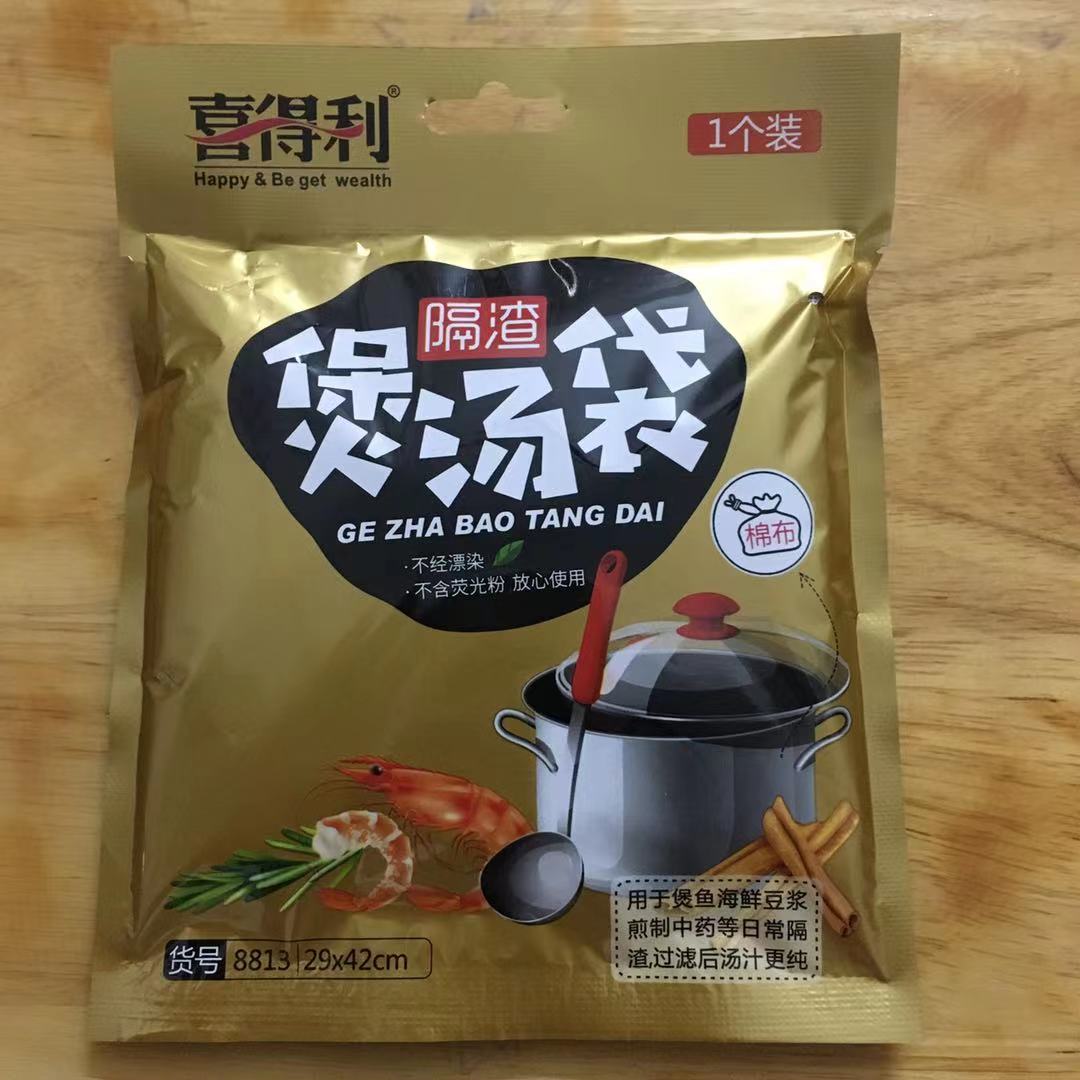 喜得利®
Happy & Be get wealth
1个装
隔渣
煲汤袋
GE ZHA BAO TANG DAI
·不经漂染
·不含荧光粉 放心使用
棉布
用于煲鱼海鲜豆浆
煎制中药等日常隔
渣,过滤后汤汁更纯
货号 8813 29x42cm